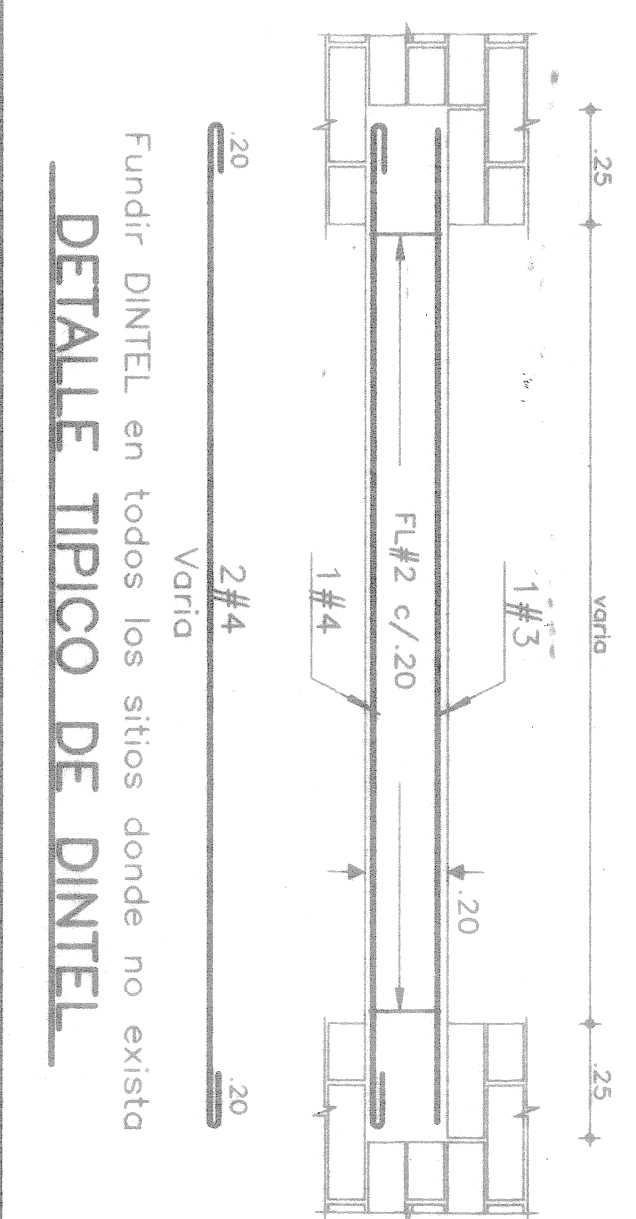 varia
.25
.25
1#3
.20
FL#2 c/.20
1#4
.20
2#4
.20
Varia
Fundir DINTEL en todos los sitios donde no exista
DETALLE TIPICO DE DINTEL